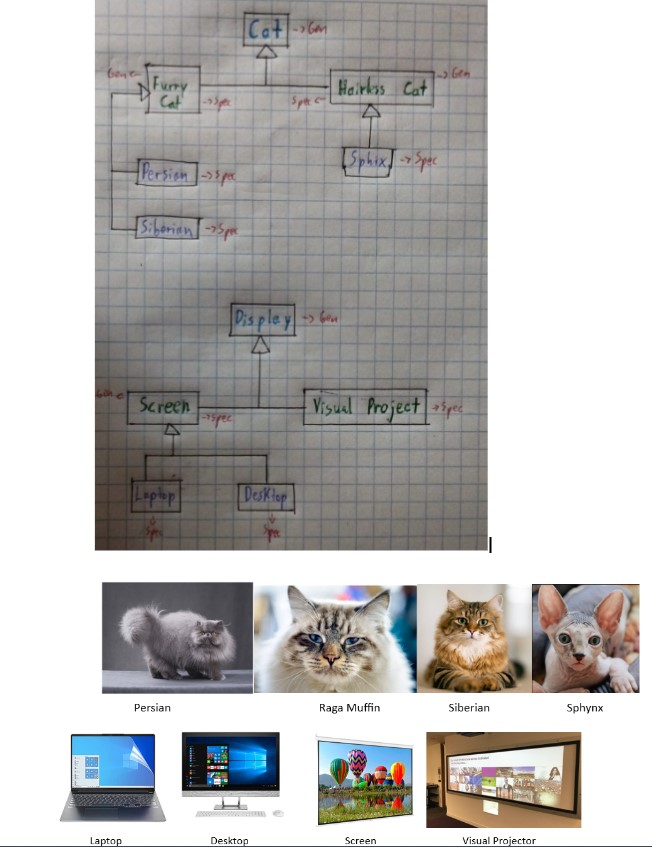 Cat → Gen
Gen ← Furry Cat → Spec
Spec ← Hairless Cat → Gen
Sphix → Spec
Persian → Spec
Siberian → Spec
Display → Gen
Gen ← Screen → Spec
Visual Project → Spec
Laptop Desktop
Spec Spec
Persian Raga Muffin Siberian Sphynx
Laptop Desktop Screen Visual Projector